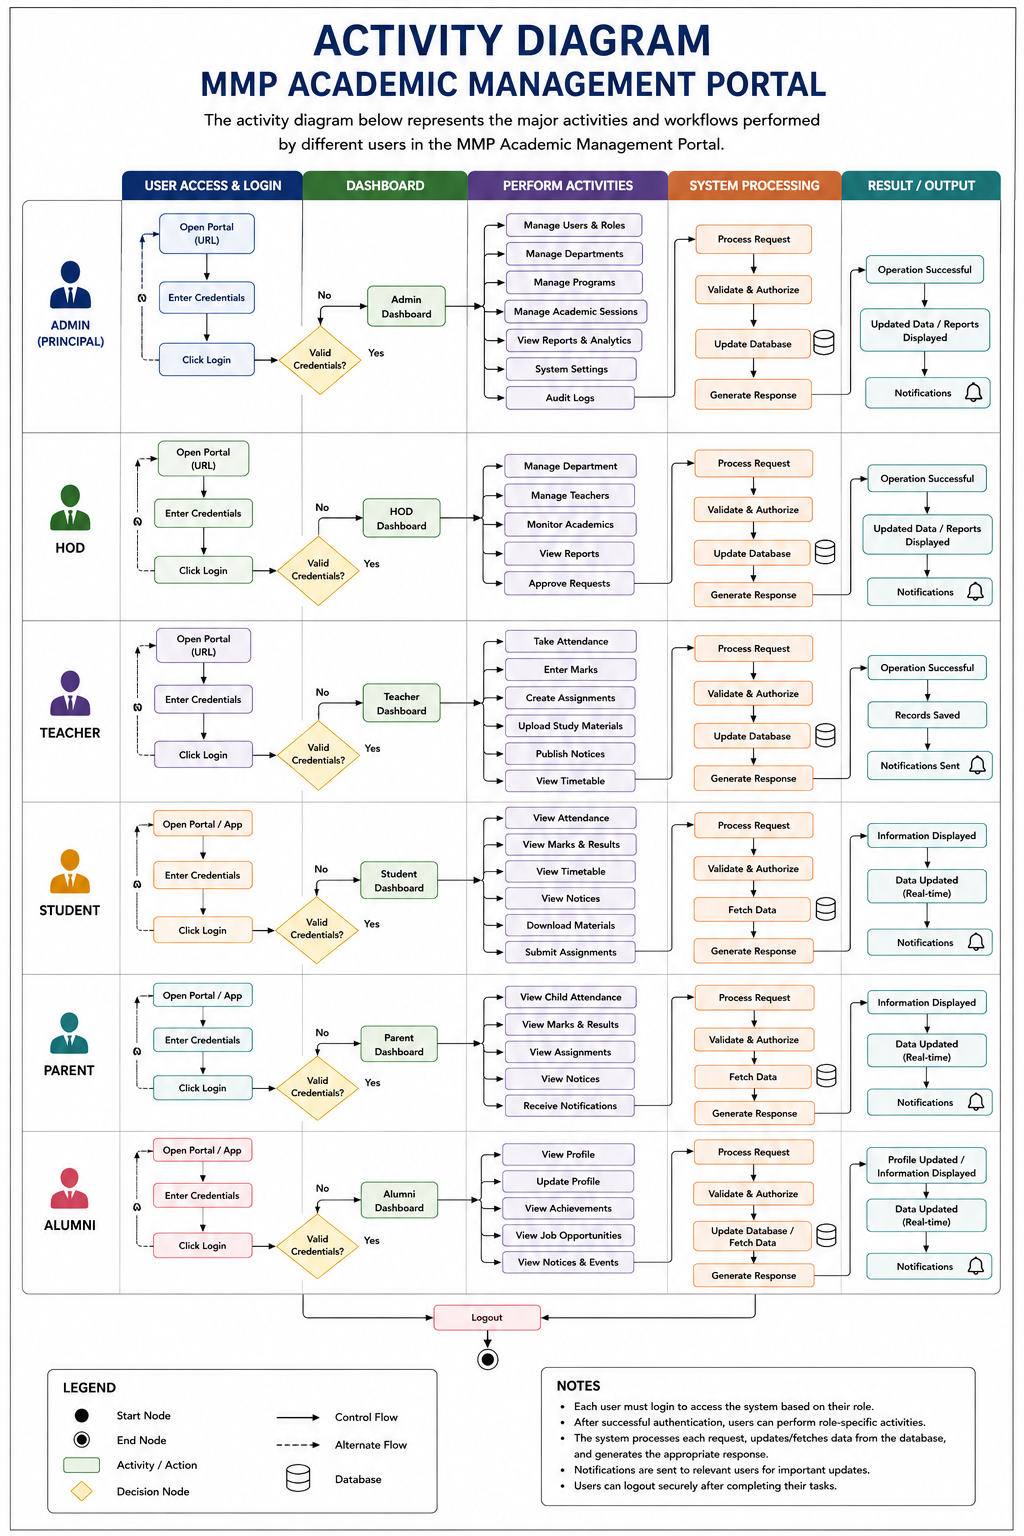 ACTIVITY DIAGRAM
MMP ACADEMIC MANAGEMENT PORTAL
The activity diagram below represents the major activities and workflows performed
by different users in the MMP Academic Management Portal.
USER ACCESS & LOGIN
DASHBOARD
PERFORM ACTIVITIES
SYSTEM PROCESSING
RESULT / OUTPUT
ADMIN
(PRINCIPAL)
Open Portal
(URL)
Enter Credentials
Click Login
No
Valid
Credentials?
Yes
Admin
Dashboard
Manage Users & Roles
Manage Departments
Manage Programs
Manage Academic Sessions
View Reports & Analytics
System Settings
Audit Logs
Process Request
Validate & Authorize
Update Database
Generate Response
Operation Successful
Updated Data / Reports
Displayed
Notifications
HOD
Open Portal
(URL)
Enter Credentials
Click Login
No
Valid
Credentials?
Yes
HOD
Dashboard
Manage Department
Manage Teachers
Monitor Academics
View Reports
Approve Requests
Process Request
Validate & Authorize
Update Database
Generate Response
Operation Successful
Updated Data / Reports
Displayed
Notifications
TEACHER
Open Portal
(URL)
Enter Credentials
Click Login
No
Valid
Credentials?
Yes
Teacher
Dashboard
Take Attendance
Enter Marks
Create Assignments
Upload Study Materials
Publish Notices
View Timetable
Process Request
Validate & Authorize
Update Database
Generate Response
Operation Successful
Records Saved
Notifications Sent
STUDENT
Open Portal / App
Enter Credentials
Click Login
No
Valid
Credentials?
Yes
Student
Dashboard
View Attendance
View Marks & Results
View Timetable
View Notices
Download Materials
Submit Assignments
Process Request
Validate & Authorize
Fetch Data
Generate Response
Information Displayed
Data Updated
(Real-time)
Notifications
PARENT
Open Portal / App
Enter Credentials
Click Login
No
Valid
Credentials?
Yes
Parent
Dashboard
View Child Attendance
View Marks & Results
View Assignments
View Notices
Receive Notifications
Process Request
Validate & Authorize
Fetch Data
Generate Response
Information Displayed
Data Updated
(Real-time)
Notifications
ALUMNI
Open Portal / App
Enter Credentials
Click Login
No
Valid
Credentials?
Yes
Alumni
Dashboard
View Profile
Update Profile
View Achievements
View Job Opportunities
View Notices & Events
Process Request
Validate & Authorize
Update Database /
Fetch Data
Generate Response
Profile Updated /
Information Displayed
Data Updated
(Real-time)
Notifications
Logout
LEGEND
Start Node
End Node
Activity / Action
Decision Node
Control Flow
Alternate Flow
Database
NOTES
• Each user must login to access the system based on their role.
• After successful authentication, users can perform role-specific activities.
• The system processes each request, updates/fetches data from the database,
and generates the appropriate response.
• Notifications are sent to relevant users for important updates.
• Users can logout securely after completing their tasks.